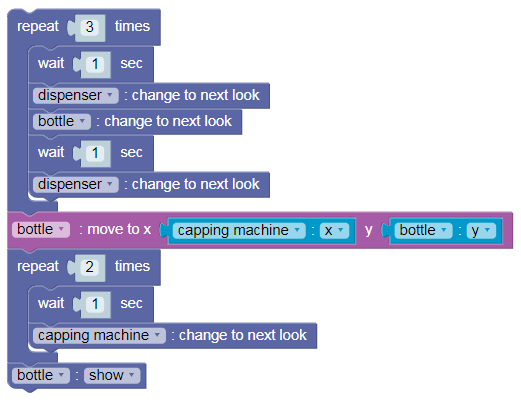 repeat 3 times
wait 1 sec
dispenser : change to next look
bottle : change to next look
wait 1 sec
dispenser : change to next look
bottle : move to x capping machine : x y bottle : y
repeat 2 times
wait 1 sec
capping machine : change to next look
bottle : show